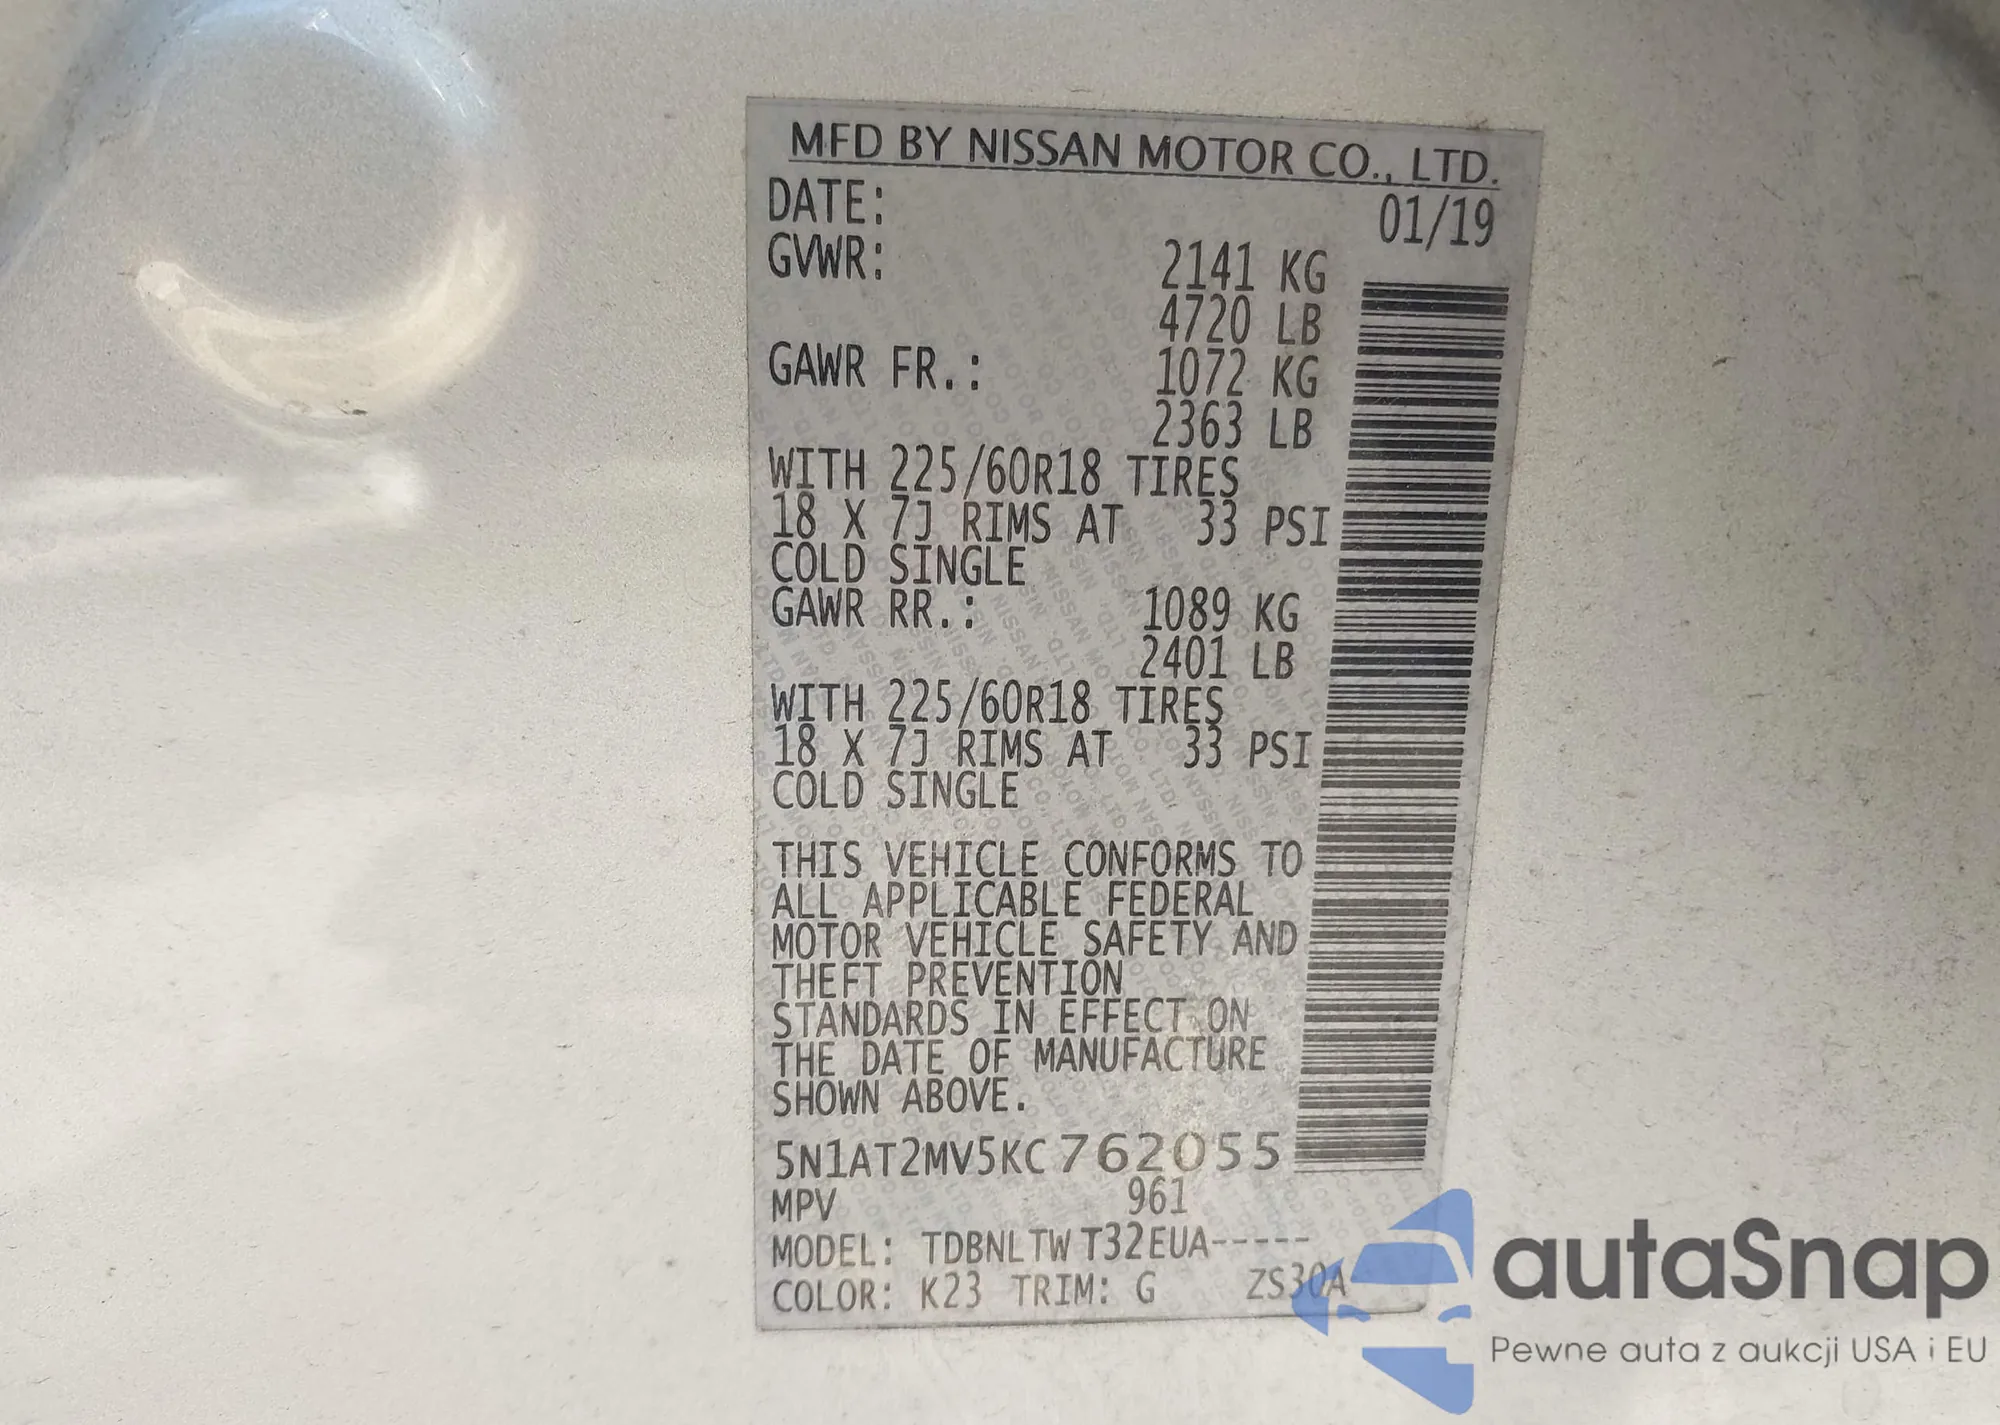 MFD BY NISSAN MOTOR CO., LTD.
DATE: 01/19
GVWR: 2141 KG
4720 LB
GAWR FR.: 1072 KG
2363 LB
WITH 225/60R18 TIRES
18 X 7J RIMS AT 33 PSI
COLD SINGLE
GAWR RR.: 1089 KG
2401 LB
WITH 225/60R18 TIRES
18 X 7J RIMS AT 33 PSI
COLD SINGLE
THIS VEHICLE CONFORMS TO
ALL APPLICABLE FEDERAL
MOTOR VEHICLE SAFETY AND
THEFT PREVENTION
STANDARDS IN EFFECT ON
THE DATE OF MANUFACTURE
SHOWN ABOVE.
5N1AT2MV5KC762055
MPV 961
MODEL: TDBNLTW T32EUA-----
COLOR: K23 TRIM: G ZS30A
autaSnap
Pewne auta z aukcji USA i EU